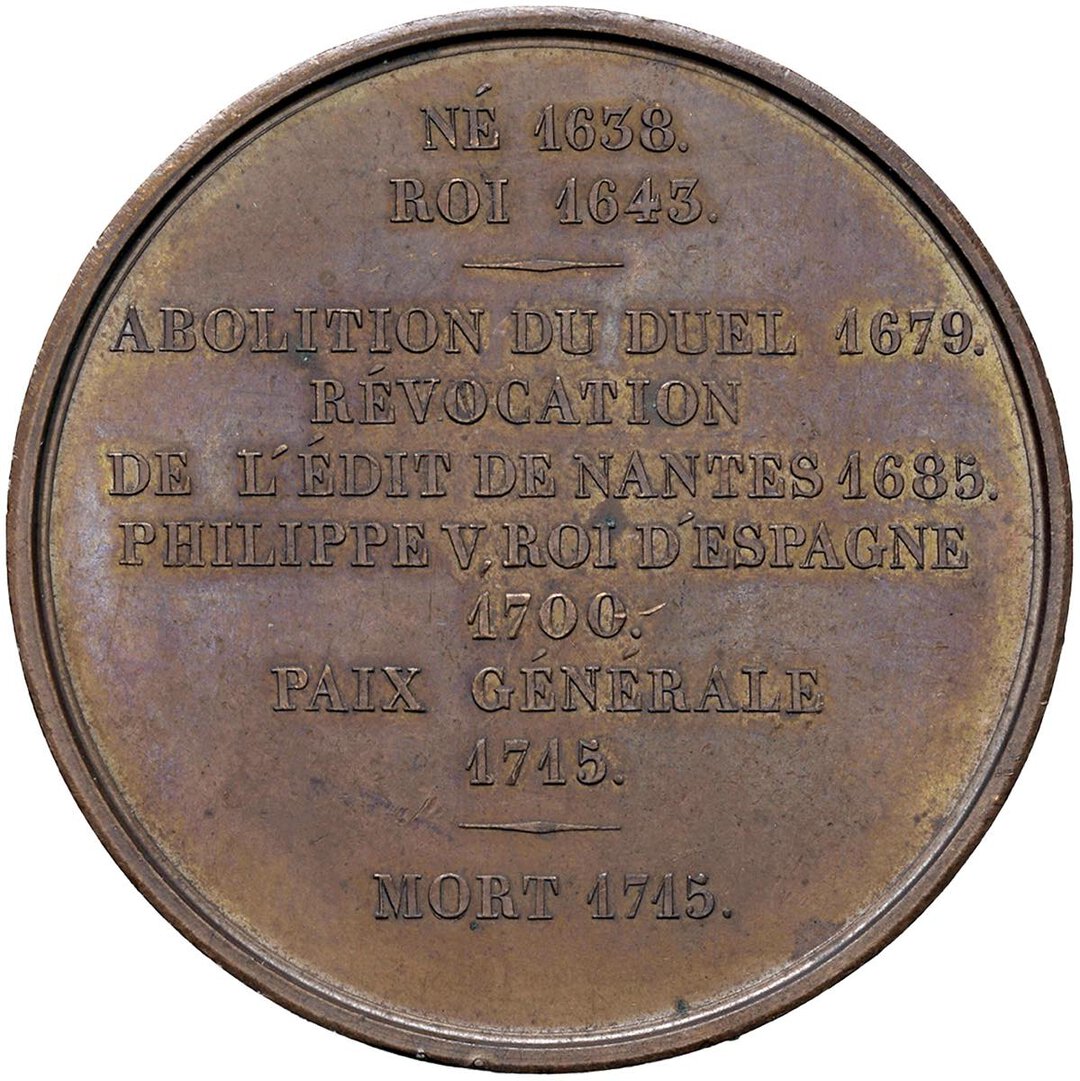 NÉ 1638.
ROI 1643.
ABOLITION DU DUEL 1679.
RÉVOCATION
DE L'ÉDIT DE NANTES 1685.
PHILIPPE V, ROI D'ESPAGNE
1700.
PAIX GÉNÉRALE
1715.
MORT 1715.